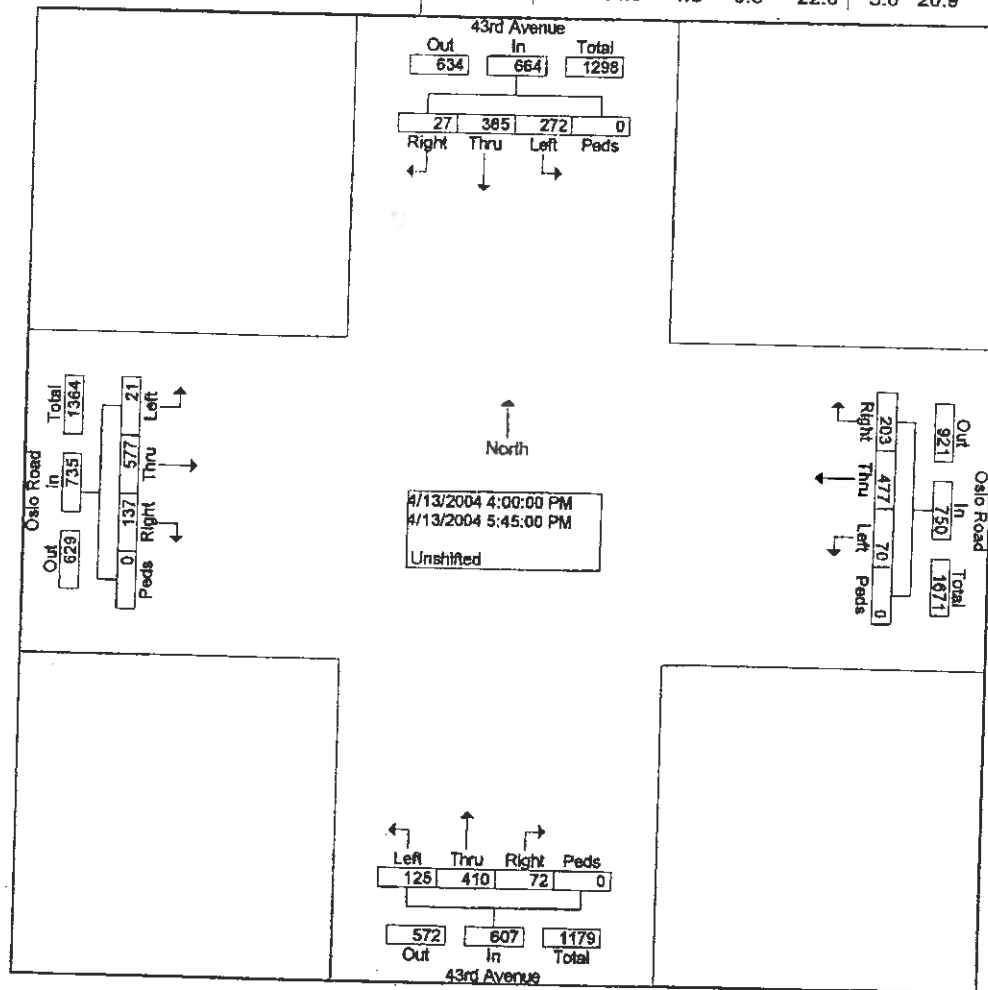 20.9
43rd Avenue
Out In Total
634 664 1298
27 365 272 0
Right Thru Left Peds
Oslo Road
Total In Out
1364 735 629
21 577 137 0
Left Thru Right Peds
North
4/13/2004 4:00:00 PM
4/13/2004 5:45:00 PM
Unshifted
Right Thru Left Peds
203 477 70 0
Out In Total
921 750 1671
Oslo Road
Left Thru Right Peds
125 410 72 0
572 607 1179
Out In Total
43rd Avenue